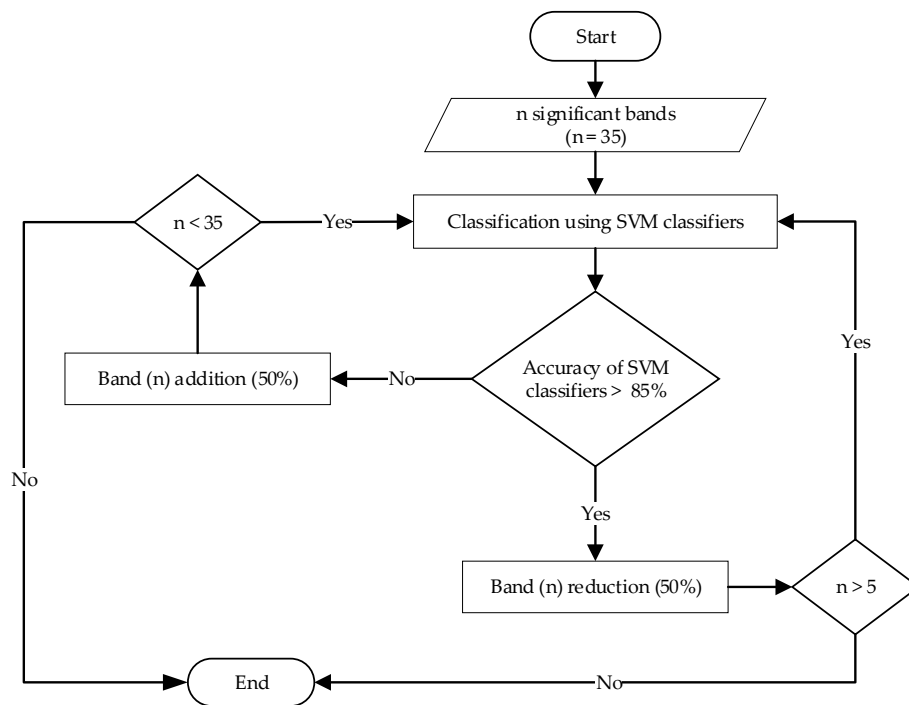 Start
n significant bands
(n = 35)
n < 35
Yes
Classification using SVM classifiers
Yes
Band (n) addition (50%)
No
Accuracy of SVM
classifiers > 85%
No
Yes
Band (n) reduction (50%)
n > 5
End
No